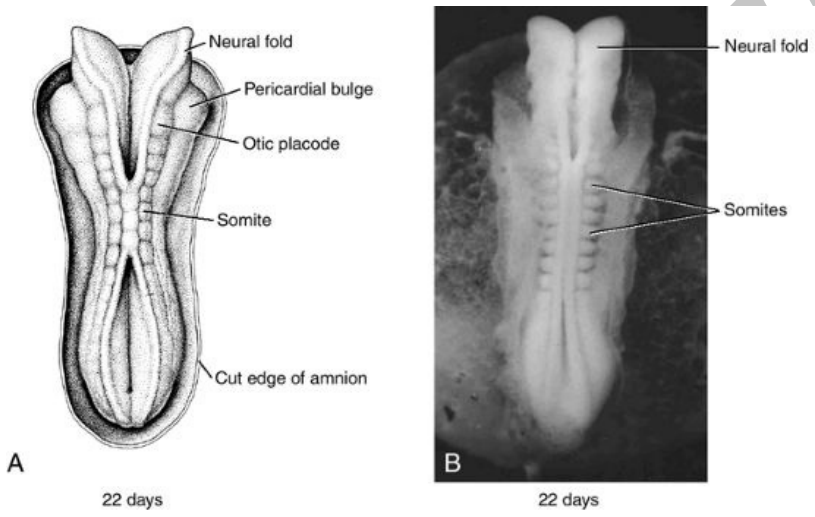 Neural fold
Pericardial bulge
Otic placode
Somite
Cut edge of amnion
A
22 days
Neural fold
Somites
B
22 days